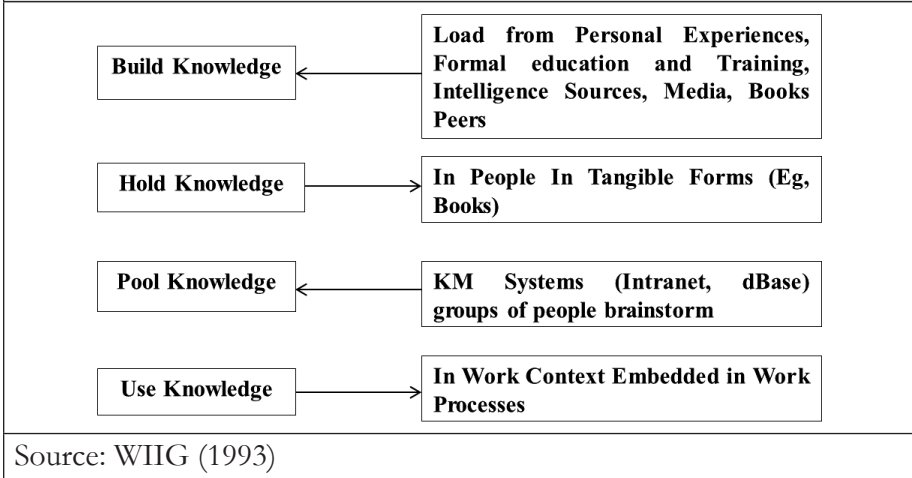 Build Knowledge
Load from Personal Experiences,
Formal education and Training,
Intelligence Sources, Media, Books
Peers
Hold Knowledge
In People In Tangible Forms (Eg,
Books)
Pool Knowledge
KM Systems (Intranet, dBase)
groups of people brainstorm
Use Knowledge
In Work Context Embedded in Work
Processes
Source: WIIG (1993)